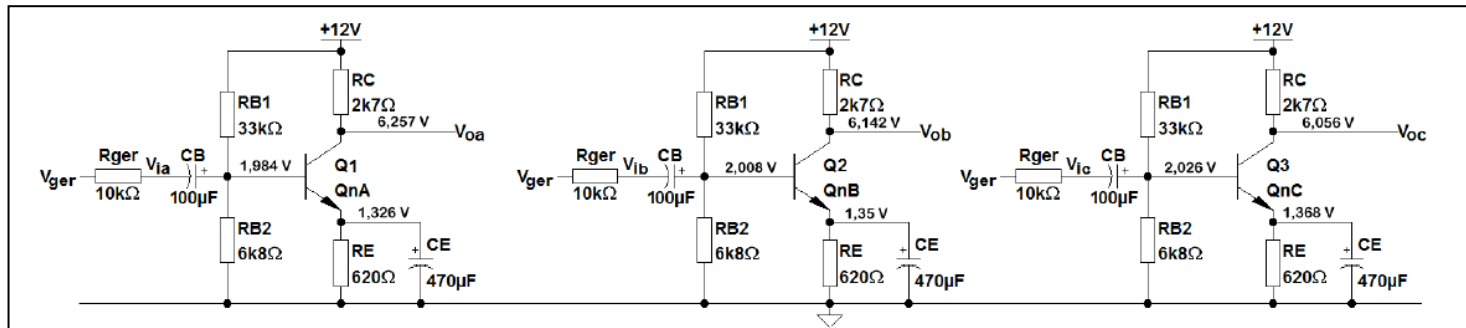 +12V
RC
2k7Ω
RB1
33kΩ
6,257 V
Voa
Rger
Via
CB
+
1,984 V
Q1
Vger
10kΩ
100µF
QnA
1,326 V
RB2
6k8Ω
RE
620Ω
+
CE
470µF
+12V
RC
2k7Ω
RB1
33kΩ
6,142 V
Vob
Rger
Vib
CB
+
2,008 V
Q2
Vger
10kΩ
100µF
QnB
1,35 V
RB2
6k8Ω
RE
620Ω
+
CE
470µF
+12V
RC
2k7Ω
RB1
33kΩ
6,056 V
Voc
Rger
Vic
CB
+
2,026 V
Q3
Vger
10kΩ
100µF
QnC
1,368 V
RB2
6k8Ω
RE
620Ω
+
CE
470µF